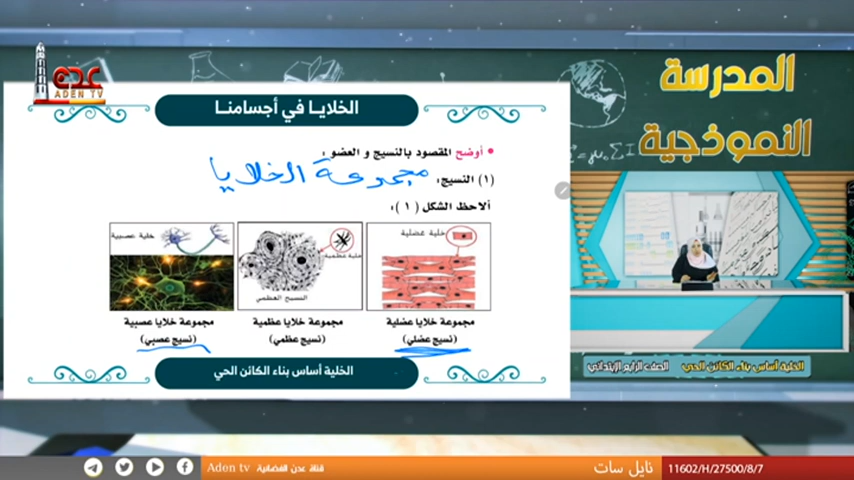 عدن
ADEN TV
المدرسة
النموذجية
الخلايا في أجسامنا
• أوضح المقصود بالنسيج و العضو :
(١) النسيج: مجموعة الخلايا
ألاحظ الشكل (١):
خلية عضلية
خلية عظمية
النسيج العظمي
خلية عصبية
مجموعة خلايا عضلية
(نسيج عضلي)
مجموعة خلايا عظمية
(نسيج عظمي)
مجموعة خلايا عصبية
(نسيج عصبي)
الخلية أساس بناء الكائن الحي
الخلية أساس بناء الكائن الحي الصف الرابع الإبتدائي
Aden tv قناة عدن الفضائية نايل سات 11602/H/27500/8/7